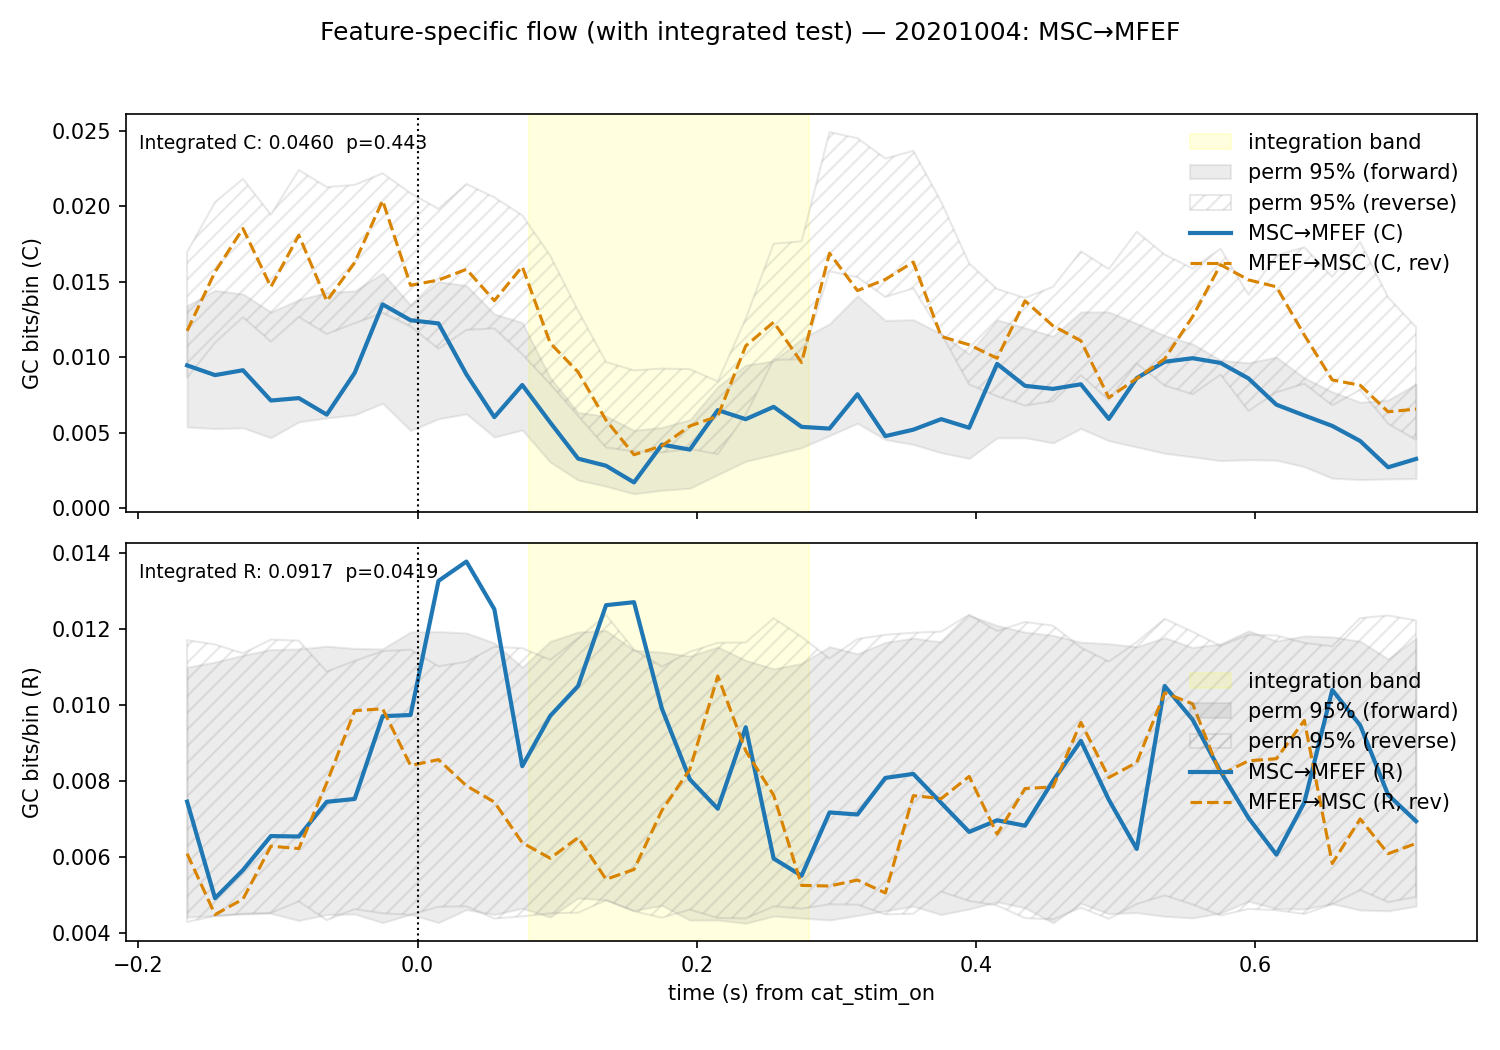 Feature-specific flow (with integrated test) — 20201004: MSC→MFEF
0.025
0.020
0.015
0.010
0.005
0.000
GC bits/bin (C)
Integrated C: 0.0460  p=0.443
integration band
perm 95% (forward)
perm 95% (reverse)
MSC→MFEF (C)
MFEF→MSC (C, rev)
0.014
0.012
0.010
0.008
0.006
0.004
GC bits/bin (R)
Integrated R: 0.0917  p=0.0419
integration band
perm 95% (forward)
perm 95% (reverse)
MSC→MFEF (R)
MFEF→MSC (R, rev)
−0.2 0.0 0.2 0.4 0.6
time (s) from cat_stim_on